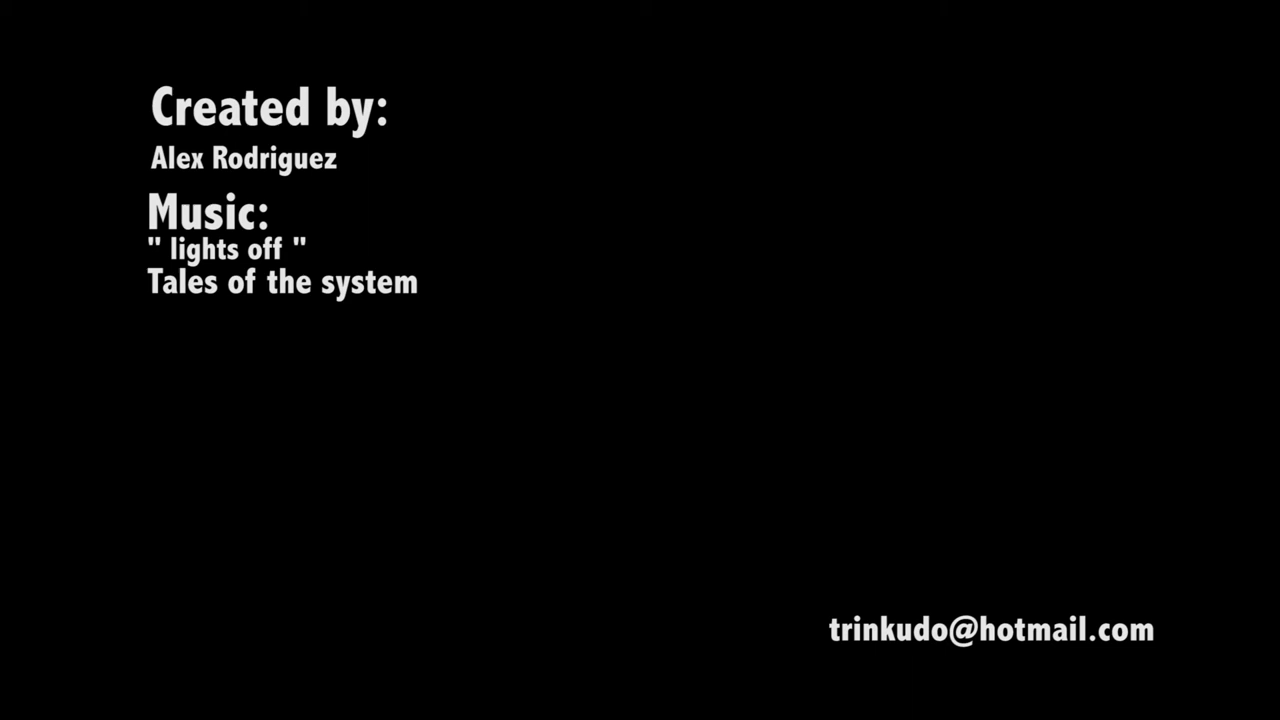 Created by:
Alex Rodriguez
Music:
" lights off "
Tales of the system
trinkudo@hotmail.com